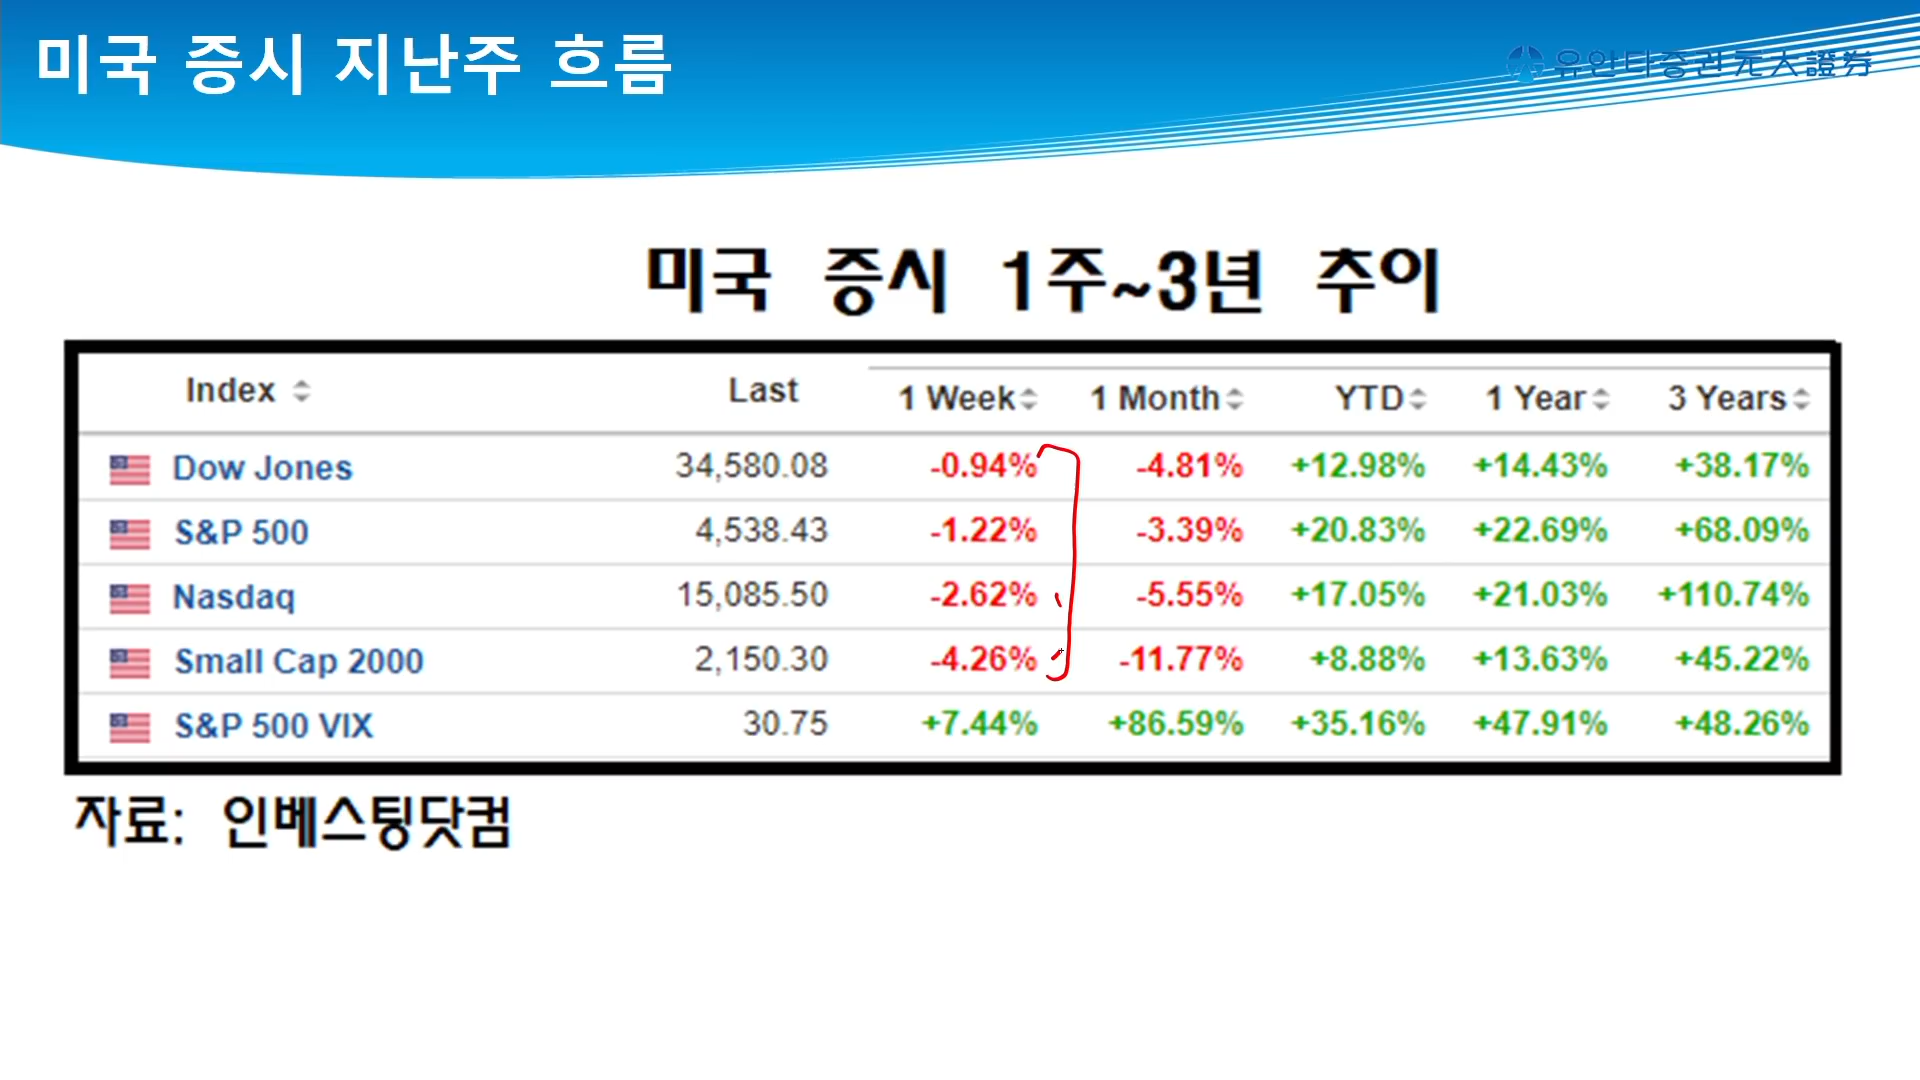 미국 증시 지난주 흐름
유안타증권 元大證券
미국 증시 1주~3년 추이
Index Last 1 Week 1 Month YTD 1 Year 3 Years
Dow Jones 34,580.08 -0.94% -4.81% +12.98% +14.43% +38.17%
S&P 500 4,538.43 -1.22% -3.39% +20.83% +22.69% +68.09%
Nasdaq 15,085.50 -2.62% -5.55% +17.05% +21.03% +110.74%
Small Cap 2000 2,150.30 -4.26% -11.77% +8.88% +13.63% +45.22%
S&P 500 VIX 30.75 +7.44% +86.59% +35.16% +47.91% +48.26%
자료: 인베스팅닷컴